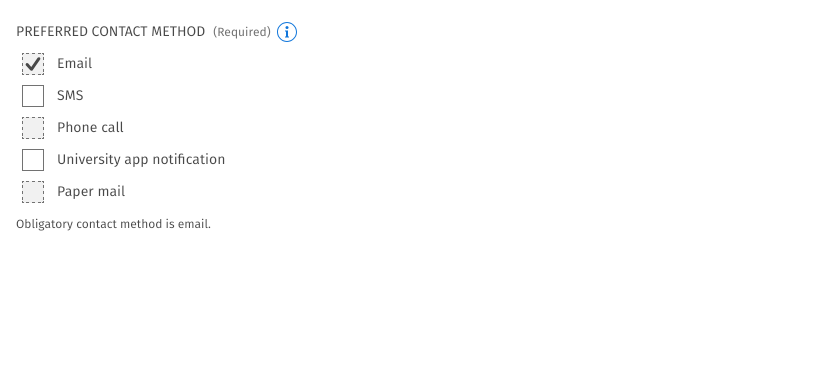 PREFERRED CONTACT METHOD (Required)
Email
SMS
Phone call
University app notification
Paper mail
Obligatory contact method is email.